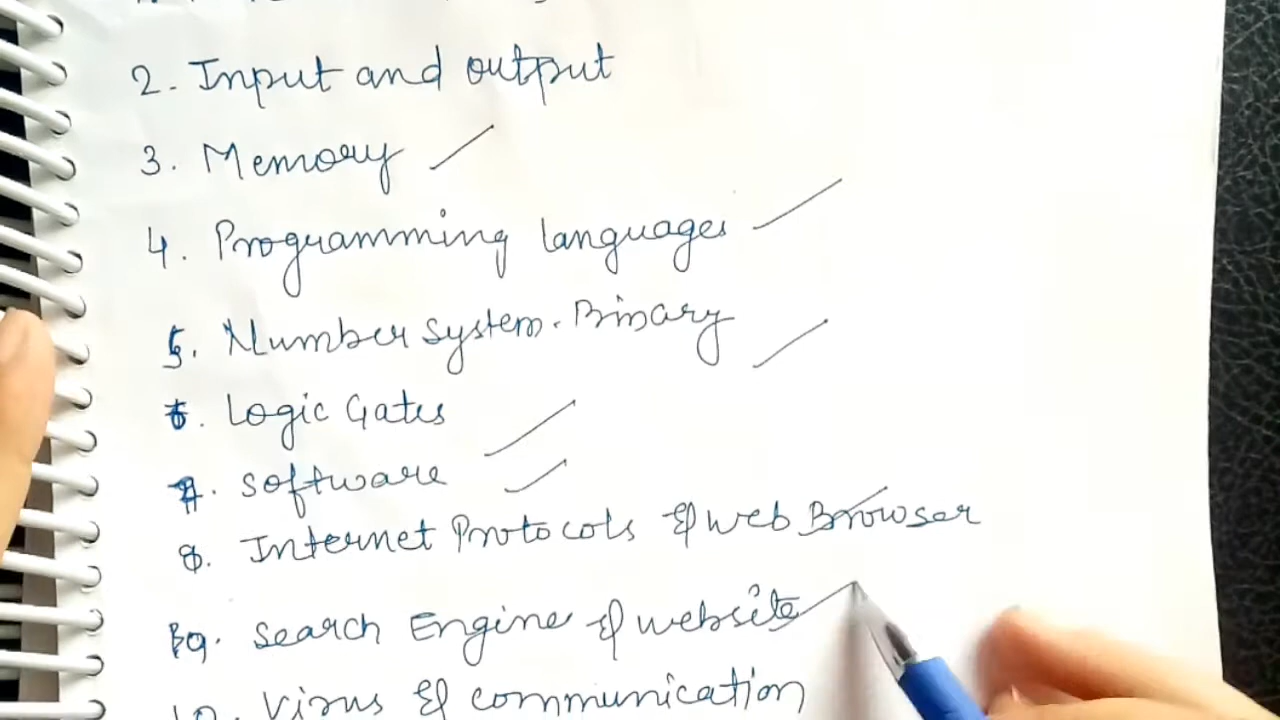 2. Input and output
3. Memory
4. Programming languages
5. Number system. Binary
6. Logic Gates
7. Software
8. Internet Protocols & web Browser
9. Search Engine & website
10. Virus & communication